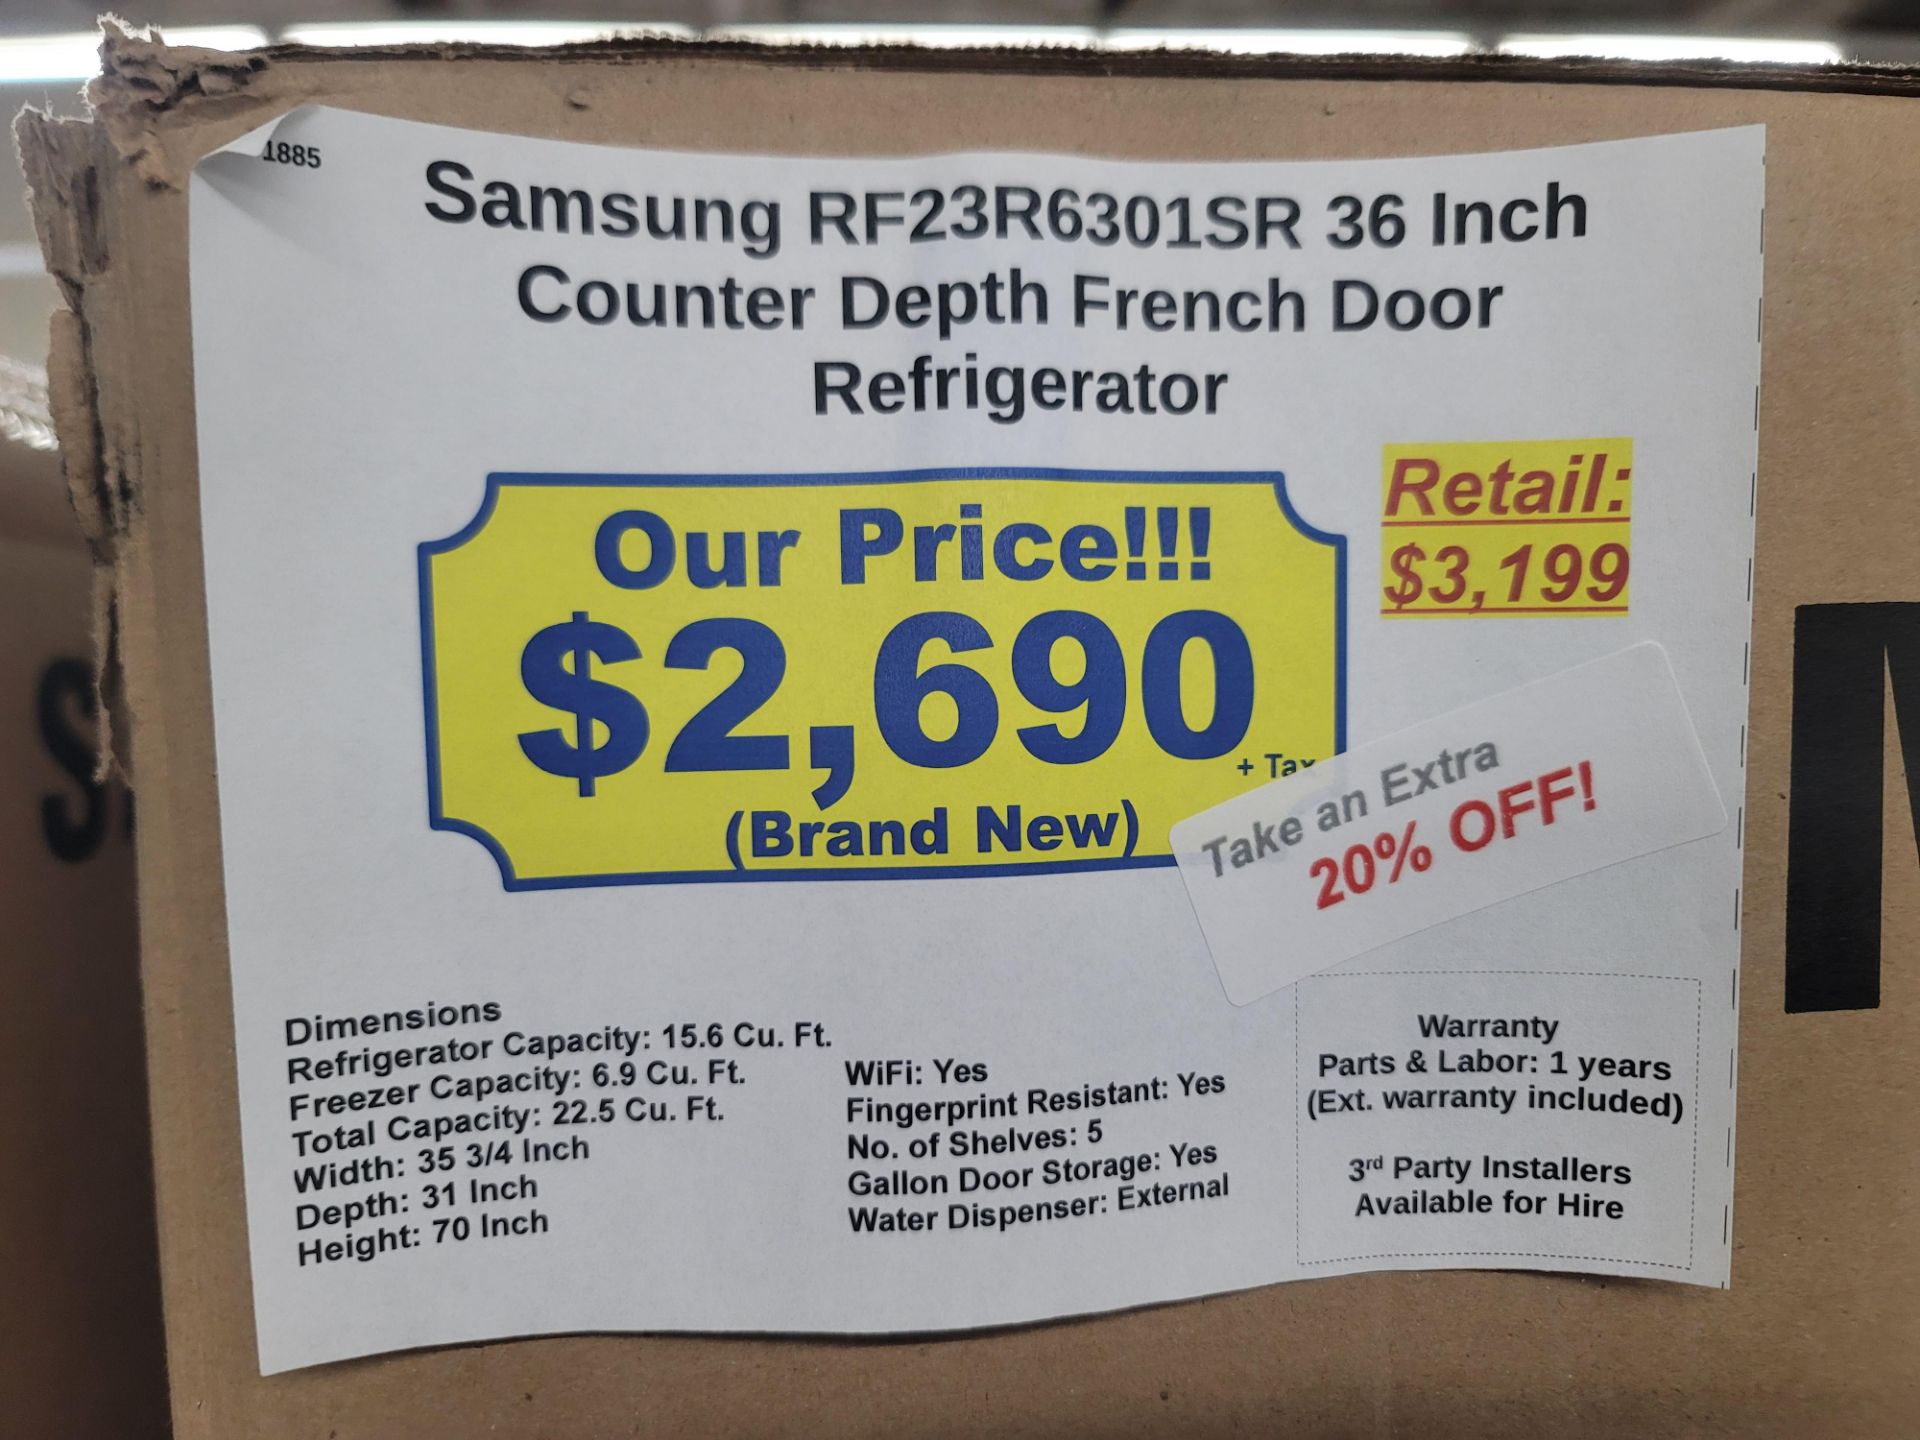 1885
Samsung RF23R6301SR 36 Inch
Counter Depth French Door
Refrigerator
Our Price!!!
$2,690
+ Tax
(Brand New)
Retail:
$3,199
Take an Extra
20% OFF!
Dimensions
Refrigerator Capacity: 15.6 Cu. Ft.
Freezer Capacity: 6.9 Cu. Ft.
Total Capacity: 22.5 Cu. Ft.
Width: 35 3/4 Inch
Depth: 31 Inch
Height: 70 Inch
WiFi: Yes
Fingerprint Resistant: Yes
No. of Shelves: 5
Gallon Door Storage: Yes
Water Dispenser: External
Warranty
Parts & Labor: 1 years
(Ext. warranty included)
3rd Party Installers
Available for Hire